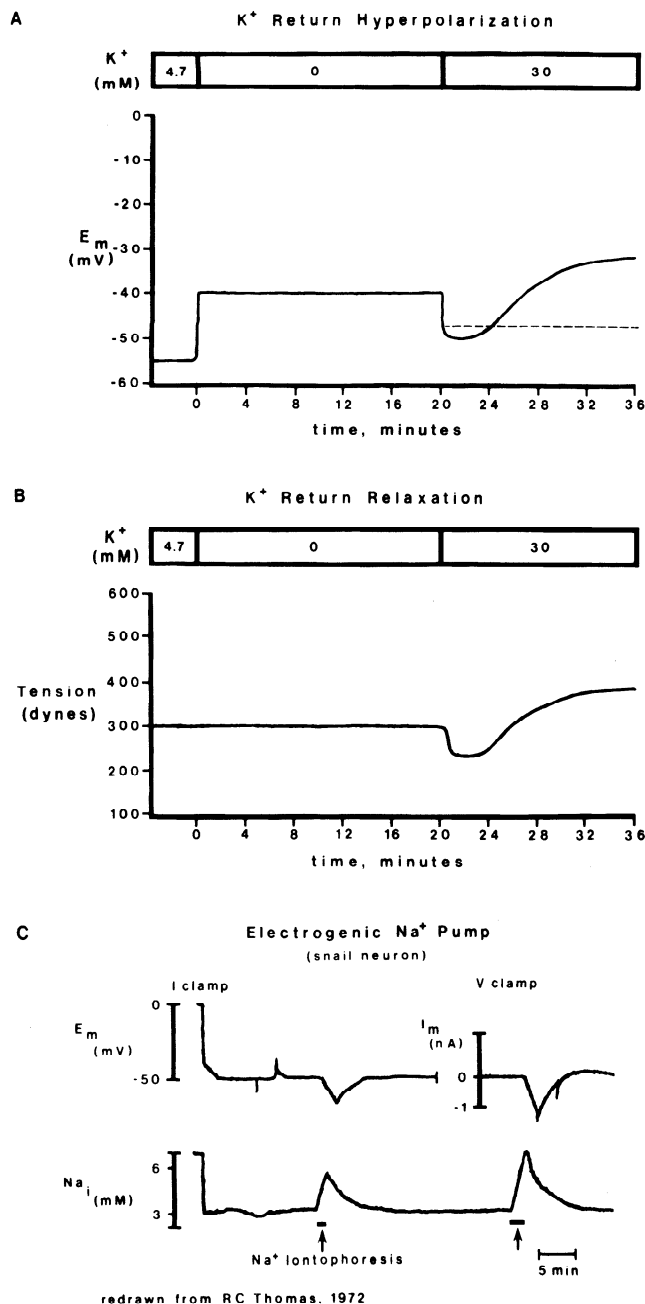 A
K⁺ Return Hyperpolarization
K⁺
(mM)
4.7 0 30
0
-10
-20
-30
-40
-50
-60
Em
(mV)
0 4 8 12 16 20 24 28 32 36
time, minutes
B
K⁺ Return Relaxation
K⁺
(mM)
4.7 0 30
600
500
400
300
200
100
Tension
(dynes)
0 4 8 12 16 20 24 28 32 36
time, minutes
C
Electrogenic Na⁺ Pump
(snail neuron)
I clamp
V clamp
Em
(mV)
0
-50
Im
(nA)
0
-1
Nai
(mM)
6
3
Na⁺ Iontophoresis
5 min
redrawn from RC Thomas, 1972